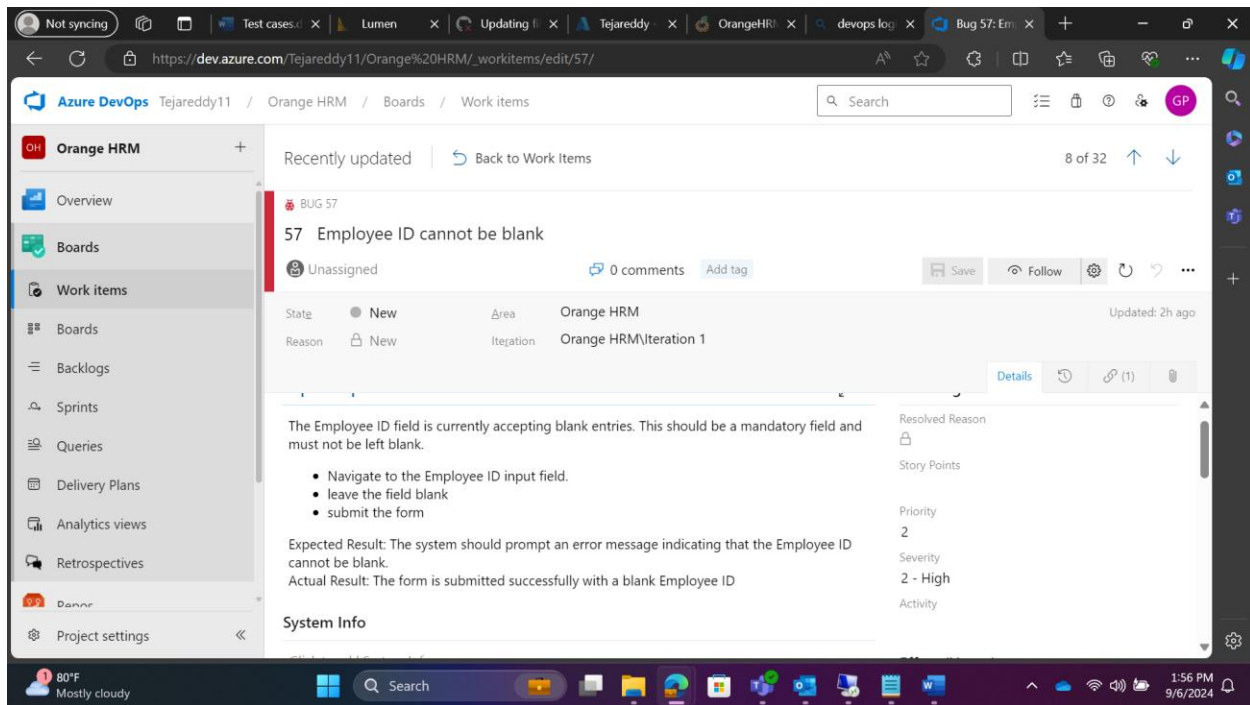 Not syncing
Test cases.d
Lumen
Updating fi
Tejareddy
OrangeHR
devops log
Bug 57: Em
https://dev.azure.com/Tejareddy11/Orange%20HRM/_workitems/edit/57/
Azure DevOps Tejareddy11 / Orange HRM / Boards / Work items
Search
GP
OH Orange HRM
Recently updated
Back to Work Items
8 of 32
Overview
Boards
Work items
Boards
Backlogs
Sprints
Queries
Delivery Plans
Analytics views
Retrospectives
Repos
Project settings
BUG 57
57 Employee ID cannot be blank
Unassigned
0 comments
Add tag
Save
Follow
State New
Area Orange HRM
Updated: 2h ago
Reason New
Iteration Orange HRM\Iteration 1
Details
(1)
The Employee ID field is currently accepting blank entries. This should be a mandatory field and
must not be left blank.
• Navigate to the Employee ID input field.
• leave the field blank
• submit the form
Expected Result: The system should prompt an error message indicating that the Employee ID
cannot be blank.
Actual Result: The form is submitted successfully with a blank Employee ID
System Info
Resolved Reason
Story Points
Priority
2
Severity
2 - High
Activity
1
80°F
Mostly cloudy
Search
1:56 PM
9/6/2024